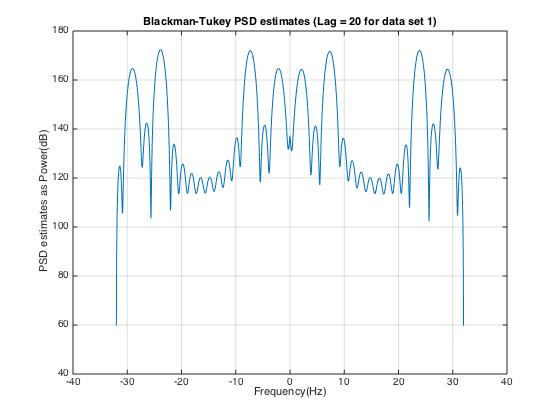 Blackman-Tukey PSD estimates (Lag = 20 for data set 1)
180
160
140
120
100
80
60
40
PSD estimates as Power(dB)
-40 -30 -20 -10 0 10 20 30 40
Frequency(Hz)